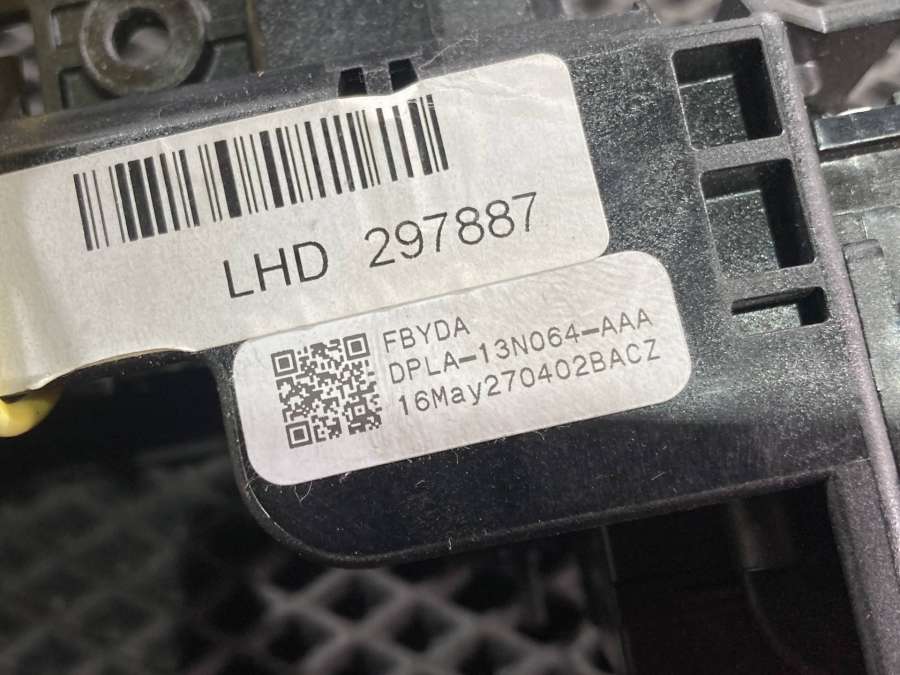 LHD 297887
FBYDA
DPLA-13N064-AAA
16May270402BACZ